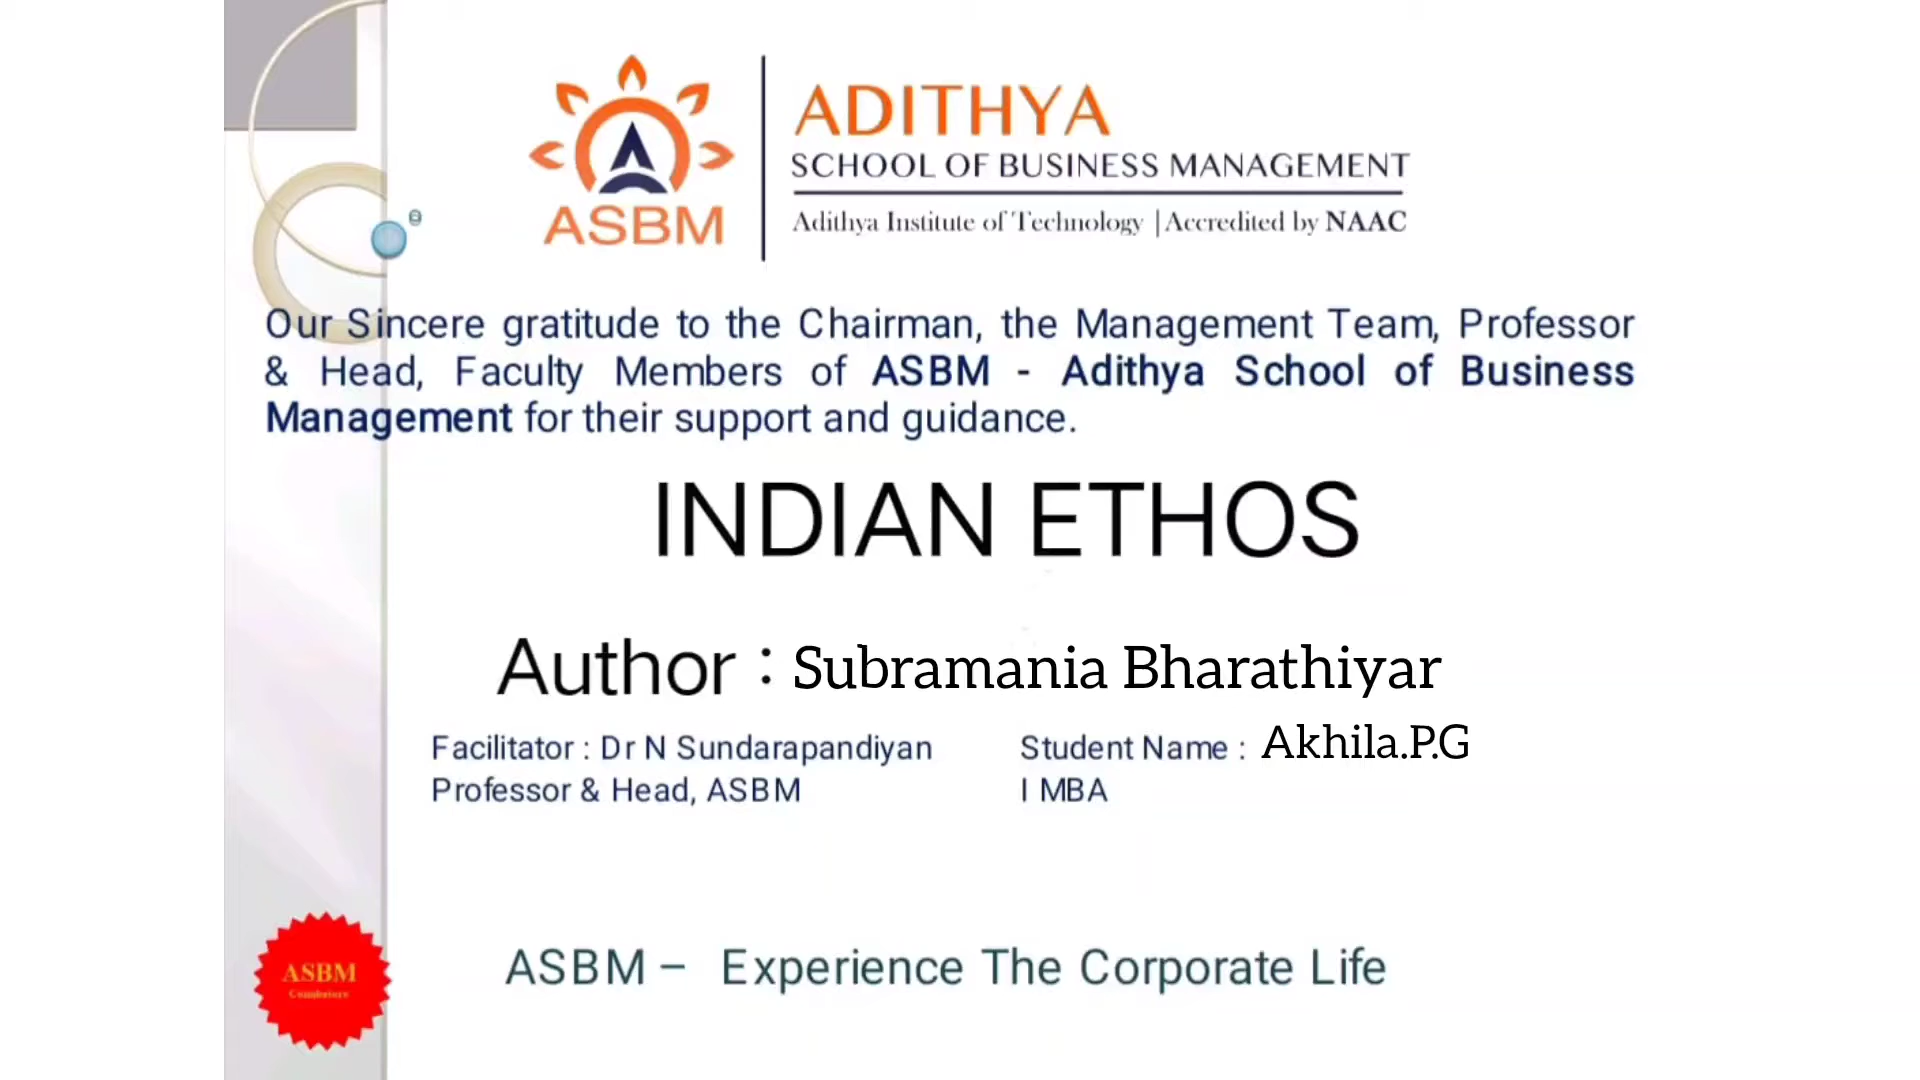 ASBM
ADITHYA
SCHOOL OF BUSINESS MANAGEMENT
Adithya Institute of Technology | Accredited by NAAC
Our Sincere gratitude to the Chairman, the Management Team, Professor
& Head, Faculty Members of ASBM - Adithya School of Business
Management for their support and guidance.
INDIAN ETHOS
Author : Subramania Bharathiyar
Facilitator : Dr N Sundarapandiyan
Professor & Head, ASBM
Student Name : Akhila.P.G
I MBA
ASBM
Coimbatore
ASBM – Experience The Corporate Life